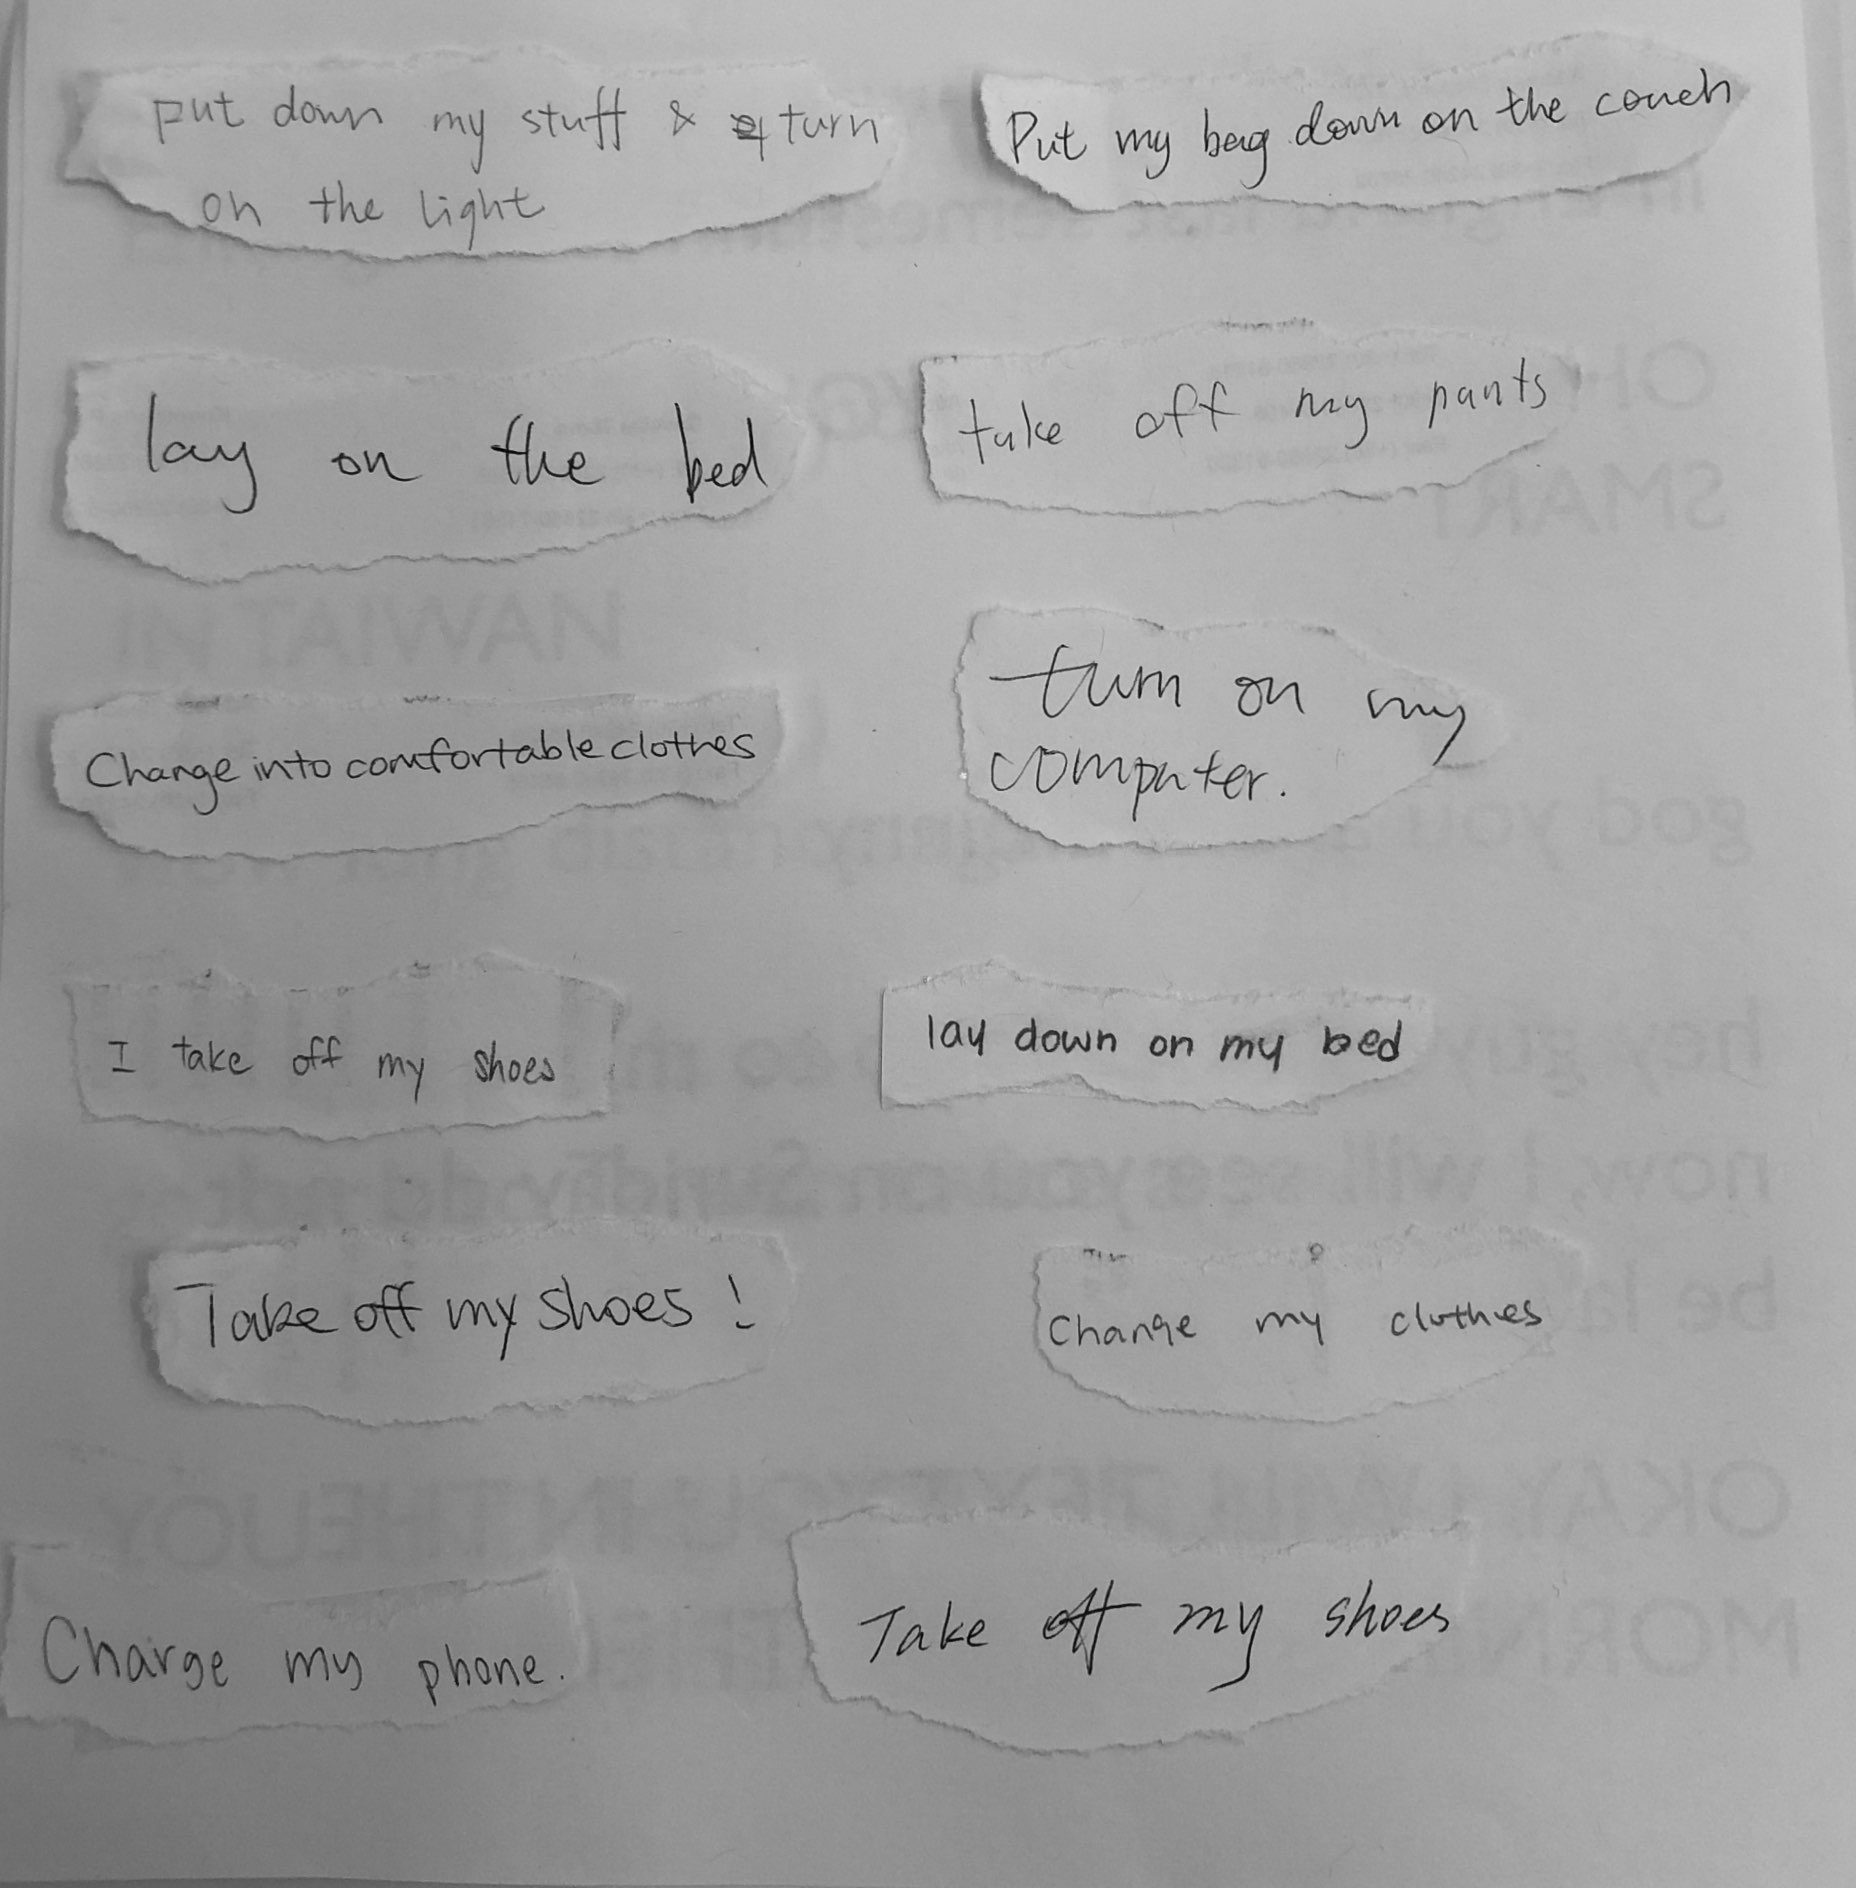 Put down my stuff & turn
on the light
Put my bag down on the couch
lay on the bed
take off my pants
Change into comfortable clothes
turn on my
computer.
I take off my shoes
lay down on my bed
Take off my shoes!
change my clothes
Charge my phone.
Take off my shoes